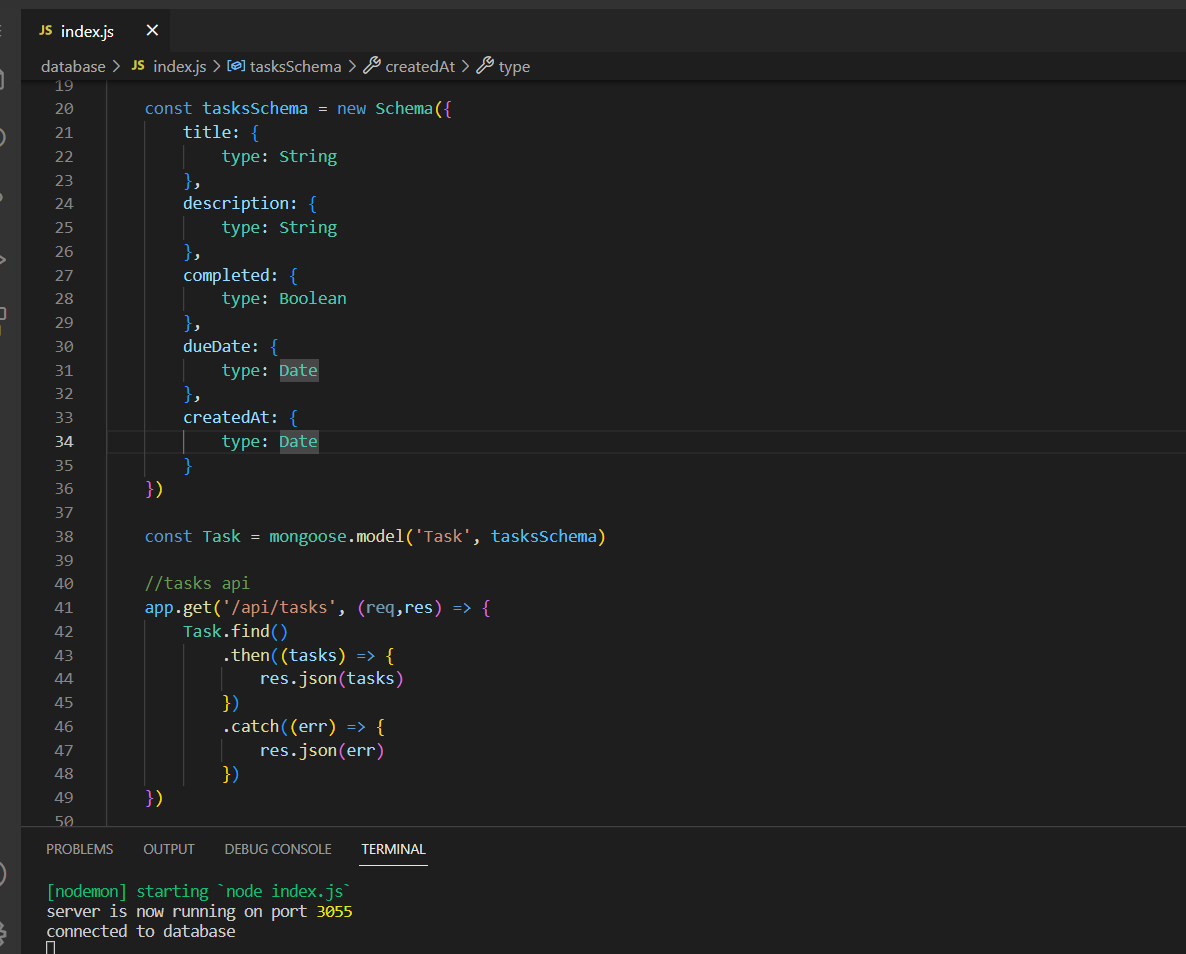 JS index.js ×
database > JS index.js > tasksSchema > createdAt > type
19
20 const tasksSchema = new Schema({
21 title: {
22 type: String
23 },
24 description: {
25 type: String
26 },
27 completed: {
28 type: Boolean
29 },
30 dueDate: {
31 type: Date
32 },
33 createdAt: {
34 type: Date
35 }
36 })
37
38 const Task = mongoose.model('Task', tasksSchema)
39
40 //tasks api
41 app.get('/api/tasks', (req,res) => {
42 Task.find()
43 .then((tasks) => {
44 res.json(tasks)
45 })
46 .catch((err) => {
47 res.json(err)
48 })
49 })
50
PROBLEMS OUTPUT DEBUG CONSOLE TERMINAL
[nodemon] starting `node index.js`
server is now running on port 3055
connected to database